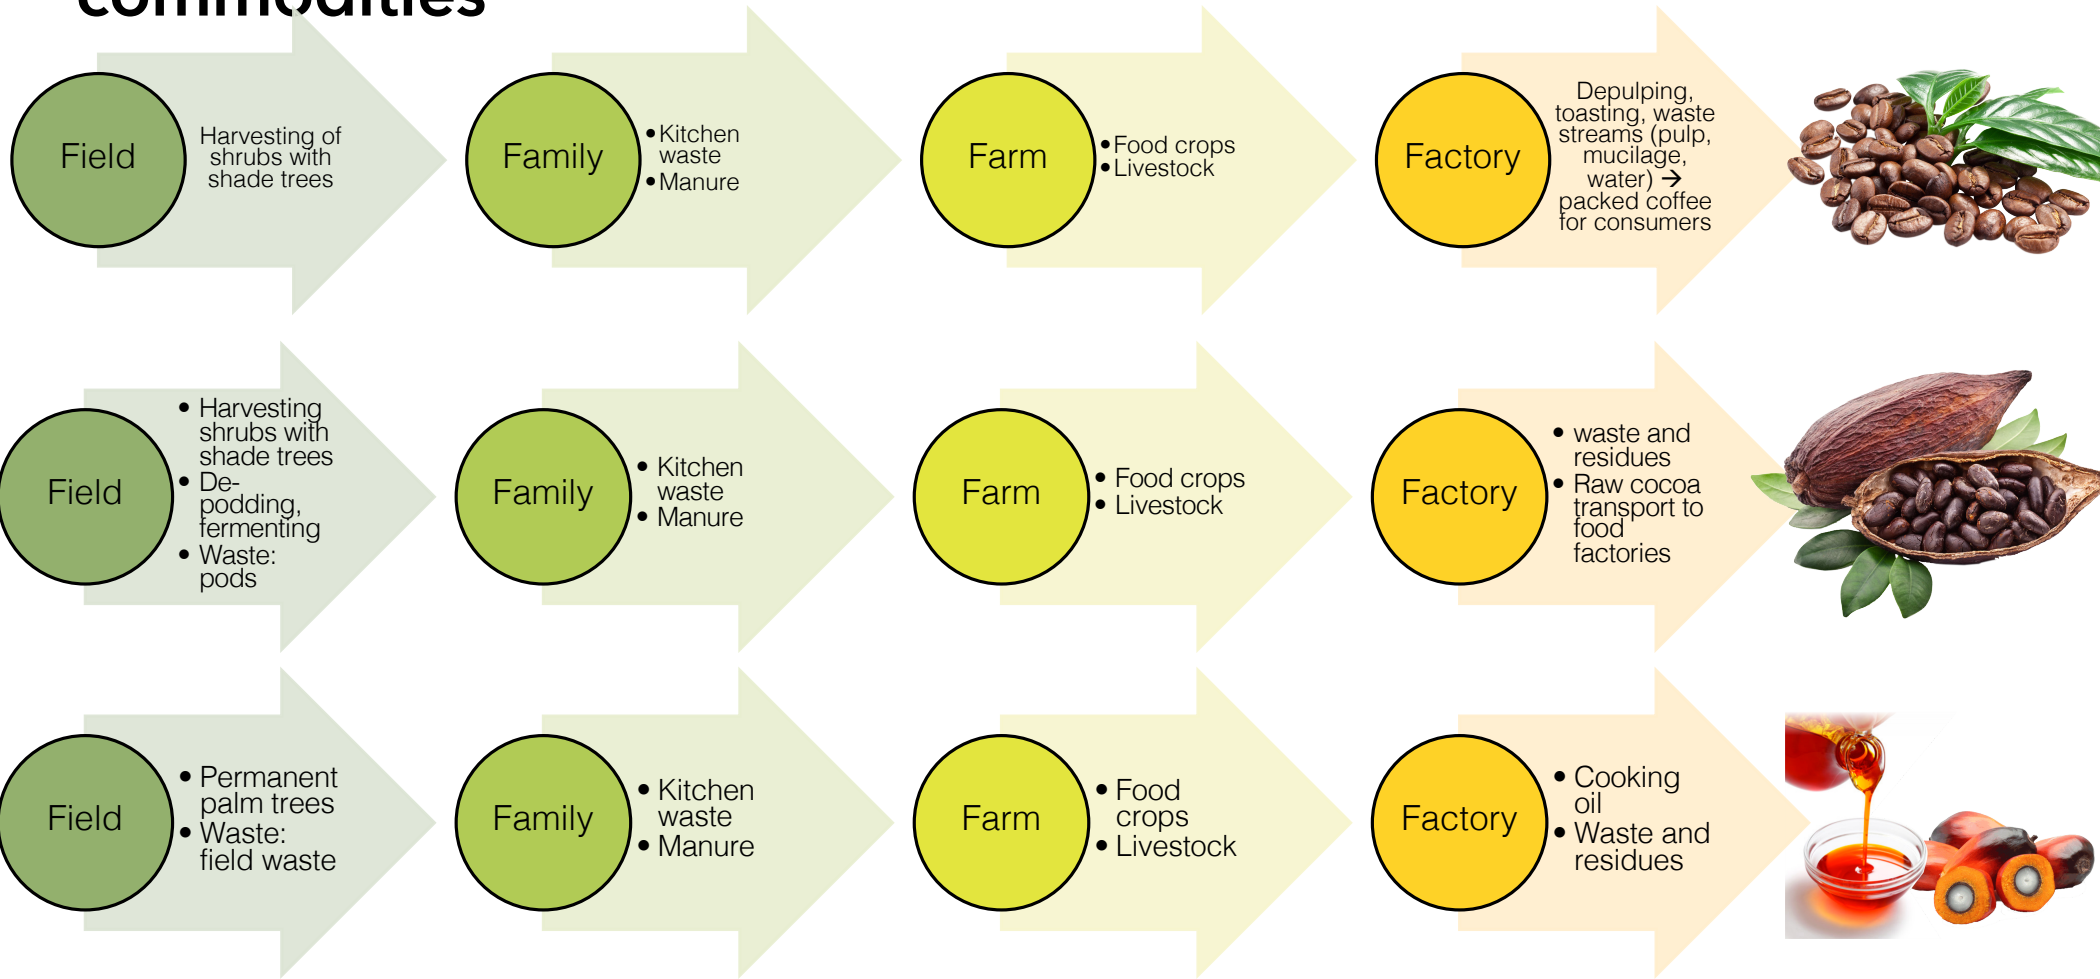 commodities
Field
Harvesting of
shrubs with
shade trees
Family
•Kitchen
waste
•Manure
Farm
•Food crops
•Livestock
Factory
Depulping,
toasting, waste
streams (pulp,
mucilage,
water) →
packed coffee
for consumers
Field
• Harvesting
shrubs with
shade trees
• De-
podding,
fermenting
• Waste:
pods
Family
• Kitchen
waste
• Manure
Farm
• Food crops
• Livestock
Factory
• waste and
residues
• Raw cocoa
transport to
food
factories
Field
• Permanent
palm trees
• Waste:
field waste
Family
• Kitchen
waste
• Manure
Farm
• Food
crops
• Livestock
Factory
• Cooking
oil
• Waste and
residues